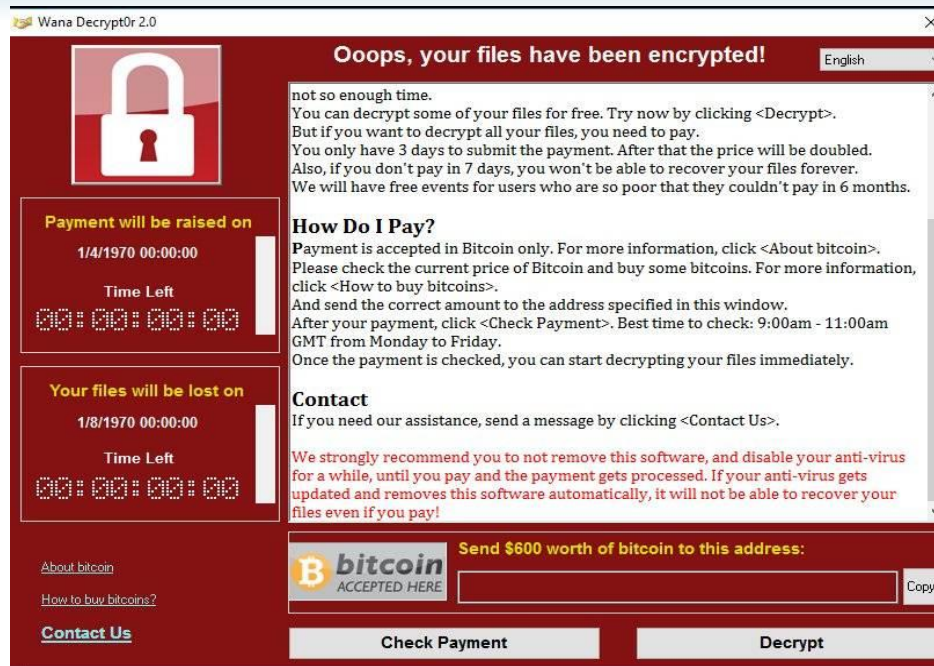 Wana Decrypt0r 2.0
Ooops, your files have been encrypted!
English
not so enough time.
You can decrypt some of your files for free. Try now by clicking <Decrypt>.
But if you want to decrypt all your files, you need to pay.
You only have 3 days to submit the payment. After that the price will be doubled.
Also, if you don't pay in 7 days, you won't be able to recover your files forever.
We will have free events for users who are so poor that they couldn't pay in 6 months.
How Do I Pay?
Payment is accepted in Bitcoin only. For more information, click <About bitcoin>.
Please check the current price of Bitcoin and buy some bitcoins. For more information,
click <How to buy bitcoins>.
And send the correct amount to the address specified in this window.
After your payment, click <Check Payment>. Best time to check: 9:00am - 11:00am
GMT from Monday to Friday.
Once the payment is checked, you can start decrypting your files immediately.
Contact
If you need our assistance, send a message by clicking <Contact Us>.
We strongly recommend you to not remove this software, and disable your anti-virus
for a while, until you pay and the payment gets processed. If your anti-virus gets
updated and removes this software automatically, it will not be able to recover your
files even if you pay!
Payment will be raised on
1/4/1970 00:00:00
Time Left
00:00:00:00
Your files will be lost on
1/8/1970 00:00:00
Time Left
00:00:00:00
About bitcoin
How to buy bitcoins?
Contact Us
bitcoin
ACCEPTED HERE
Send $600 worth of bitcoin to this address:
Copy
Check Payment
Decrypt